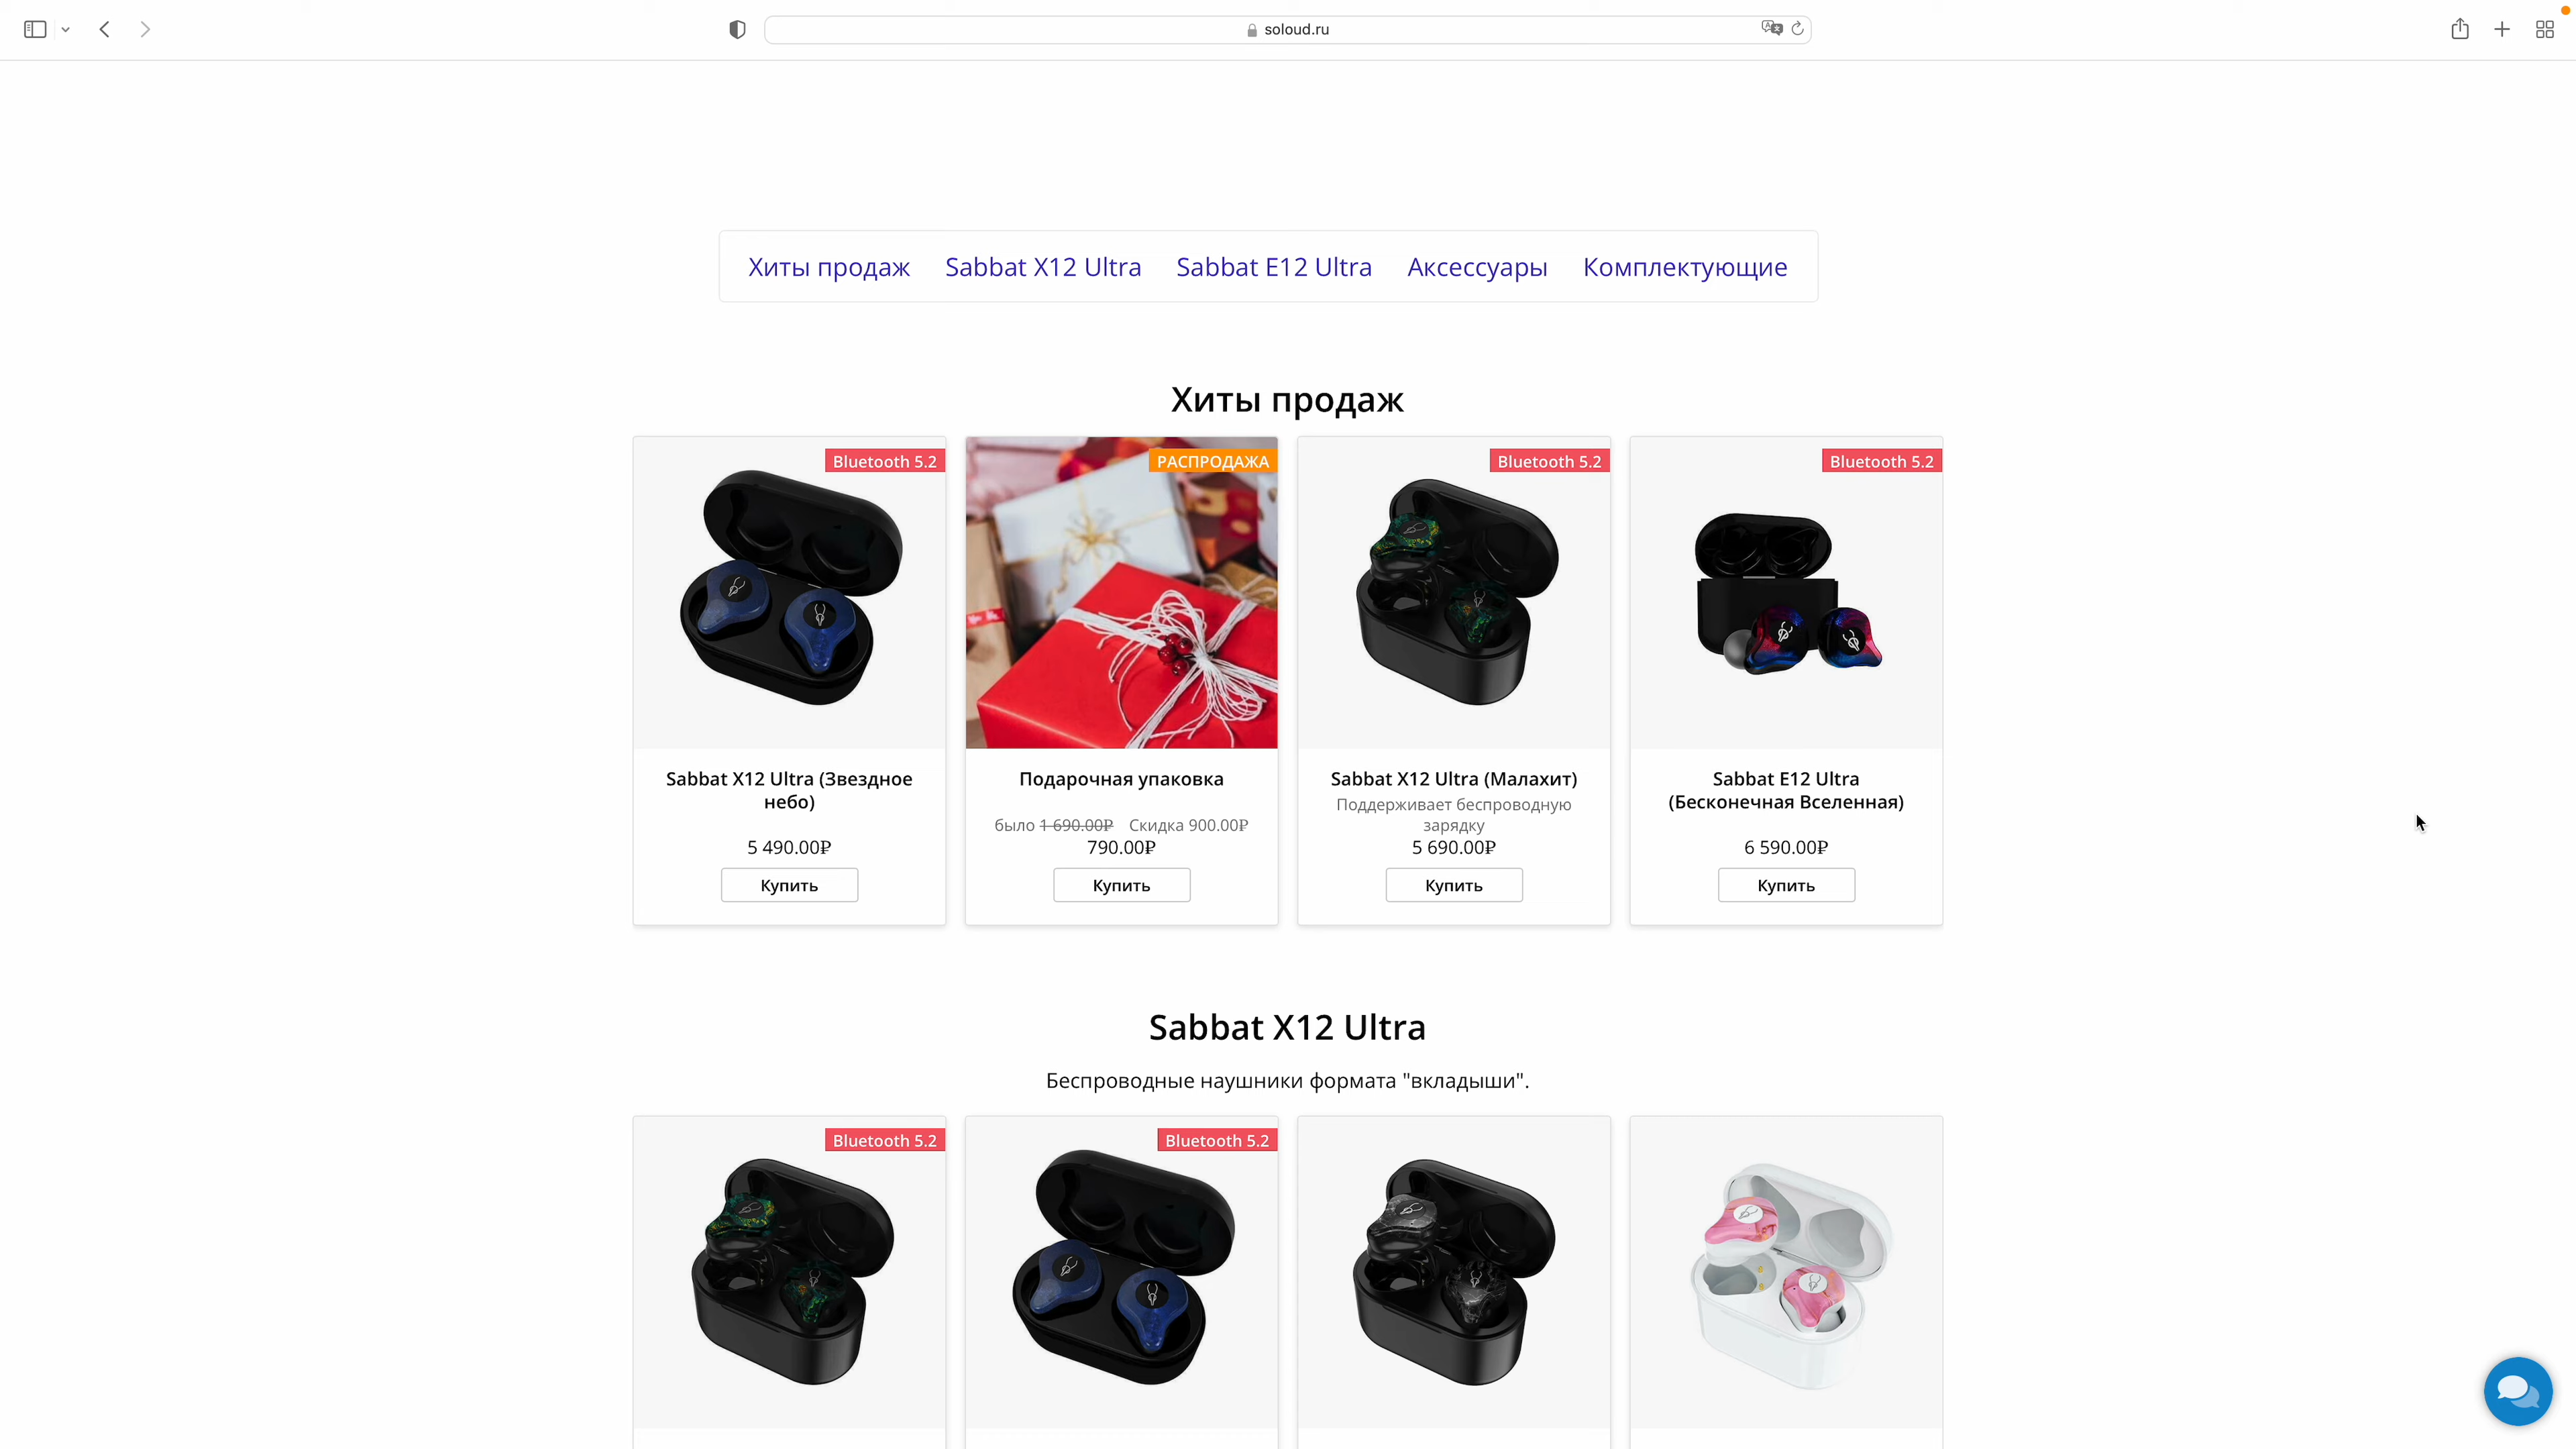 soloud.ru
Хиты продаж Sabbat X12 Ultra Sabbat E12 Ultra Аксессуары Комплектующие
Хиты продаж
Bluetooth 5.2
Sabbat X12 Ultra (Звездное
небо)
5 490.00₽
Купить
РАСПРОДАЖА
Подарочная упаковка
было 1 690.00₽ Скидка 900.00₽
790.00₽
Купить
Bluetooth 5.2
Sabbat X12 Ultra (Малахит)
Поддерживает беспроводную
зарядку
5 690.00₽
Купить
Bluetooth 5.2
Sabbat E12 Ultra
(Бесконечная Вселенная)
6 590.00₽
Купить
Sabbat X12 Ultra
Беспроводные наушники формата "вкладыши".
Bluetooth 5.2
Bluetooth 5.2